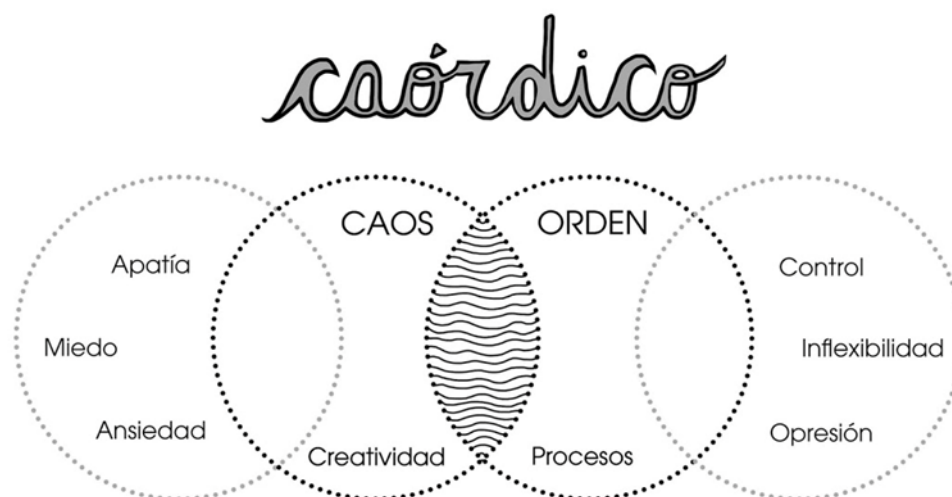 caórdico
CAOS ORDEN
Apatía
Control
Miedo
Inflexibilidad
Ansiedad
Opresión
Creatividad
Procesos